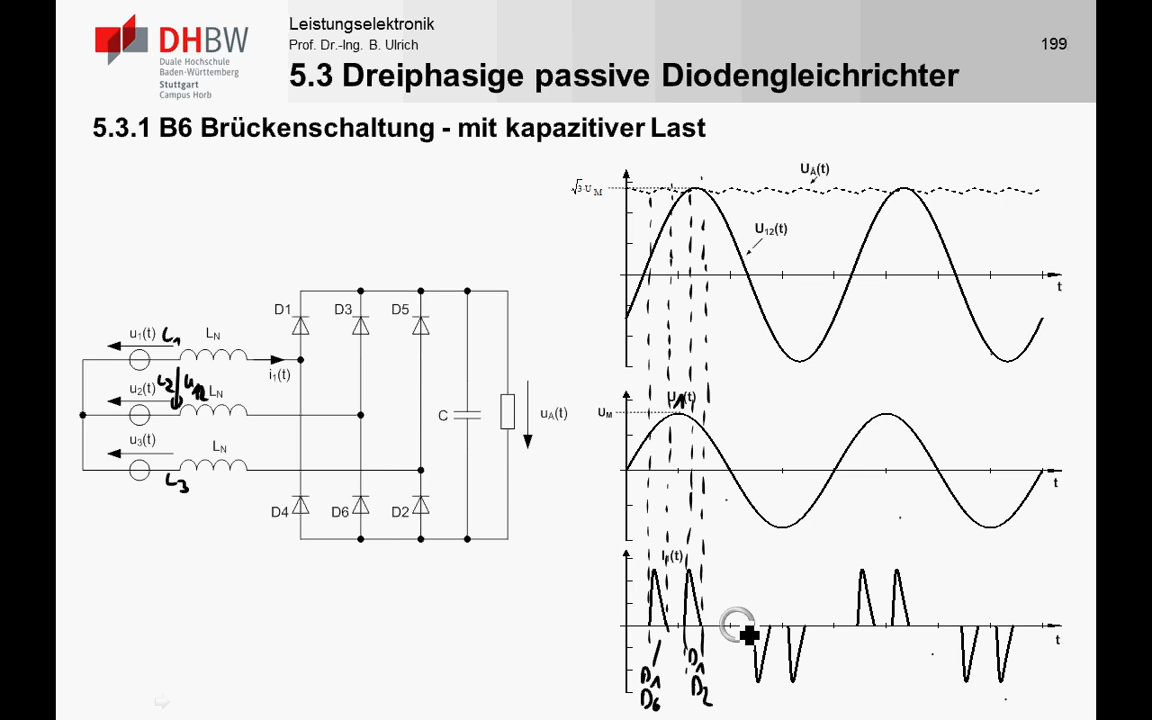 DHBW
Duale Hochschule
Baden-Württemberg
Stuttgart
Campus Horb
Leistungselektronik
Prof. Dr.-Ing. B. Ulrich
199
5.3 Dreiphasige passive Diodengleichrichter
5.3.1 B6 Brückenschaltung - mit kapazitiver Last
u1(t) L1 LN
i1(t)
u2(t) L2 u12 LN
u3(t) LN
L3
D1 D3 D5
D4 D6 D2
C
uA(t)
UA(t)
√3·UM
U12(t)
t
U1(t)
UM
t
I1(t)
t
D1 D1
D6 D2